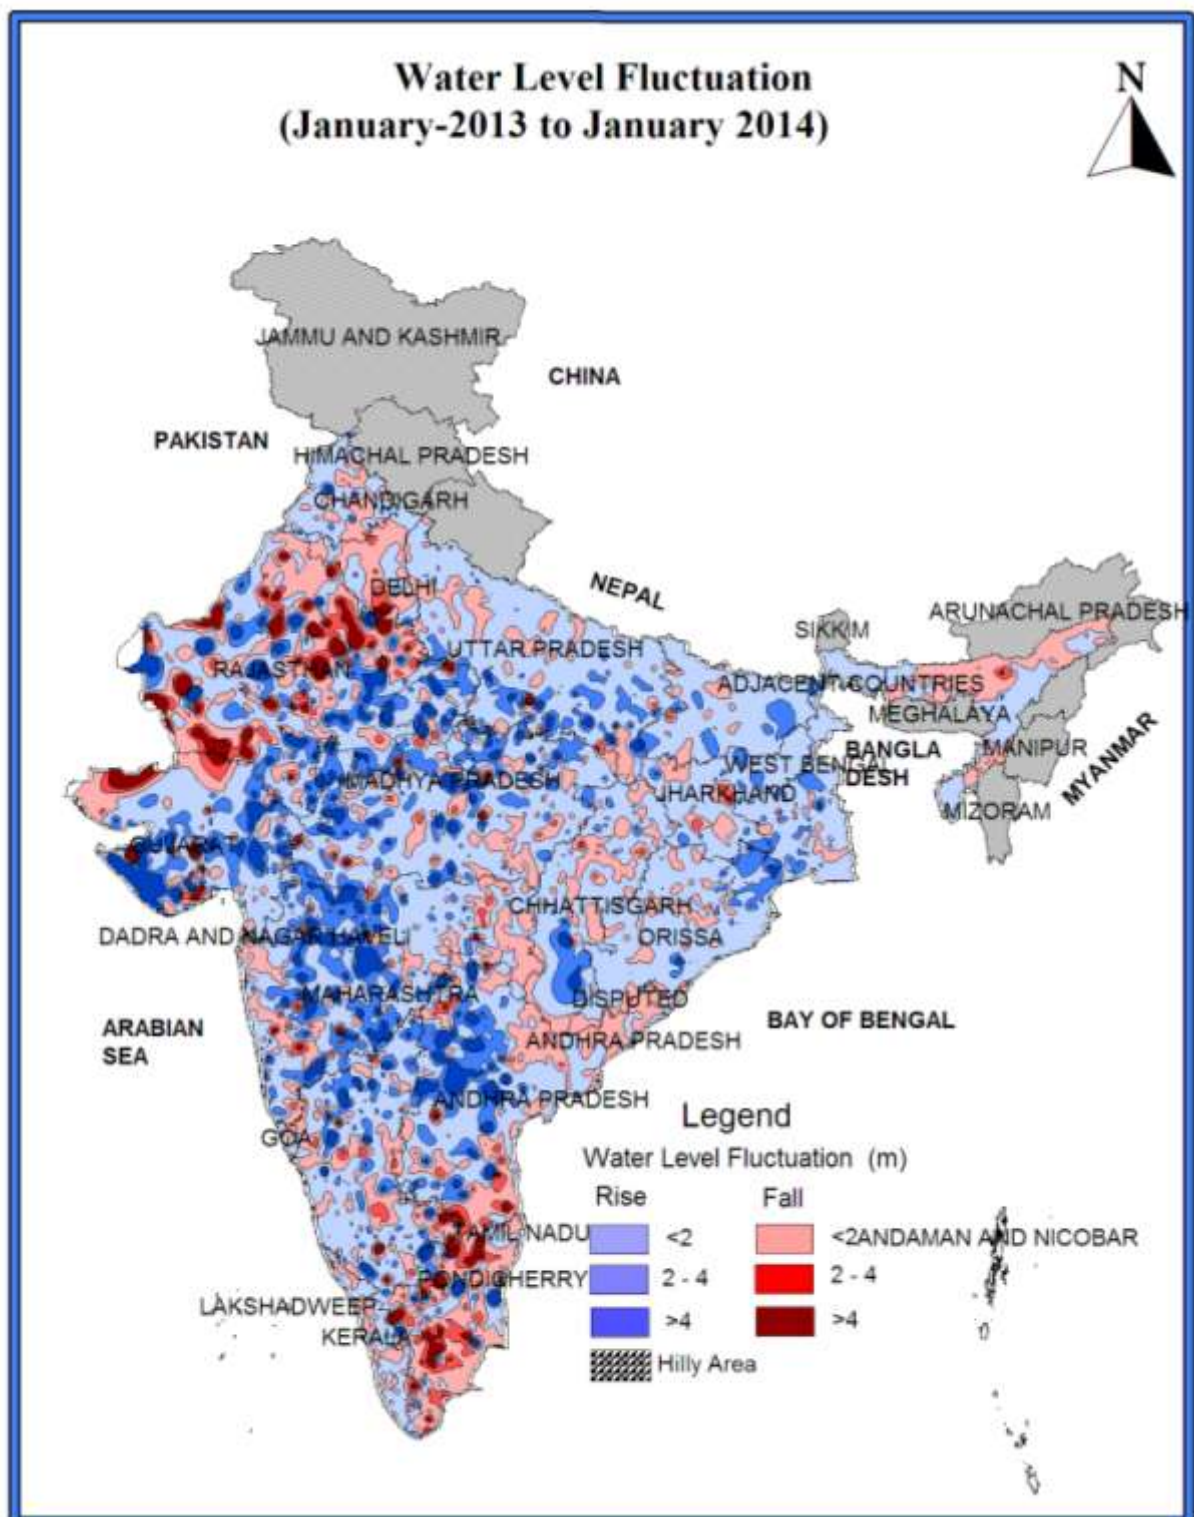 Water Level Fluctuation
(January-2013 to January 2014)
N
JAMMU AND KASHMIR
CHINA
PAKISTAN
HIMACHAL PRADESH
CHANDIGARH
DELHI
NEPAL
ARUNACHAL PRADESH
SIKKIM
UTTAR PRADESH
RAJASTHAN
ADJACENT COUNTRIES
MEGHALAYA
BANGLA
DESH
MANIPUR
MYANMAR
WEST BENGAL
MADHYA PRADESH
JHARKHAND
MIZORAM
GUJARAT
CHHATTISGARH
DADRA AND NAGAR HAVELI
ORISSA
MAHARASHTRA
DISPUTED
ARABIAN
SEA
BAY OF BENGAL
ANDHRA PRADESH
ANDHRA PRADESH
GOA
Legend
Water Level Fluctuation (m)
Rise Fall
<2 <2
ANDAMAN AND NICOBAR
TAMIL NADU
2 - 4 2 - 4
PONDICHERRY
LAKSHADWEEP
>4 >4
KERALA
Hilly Area